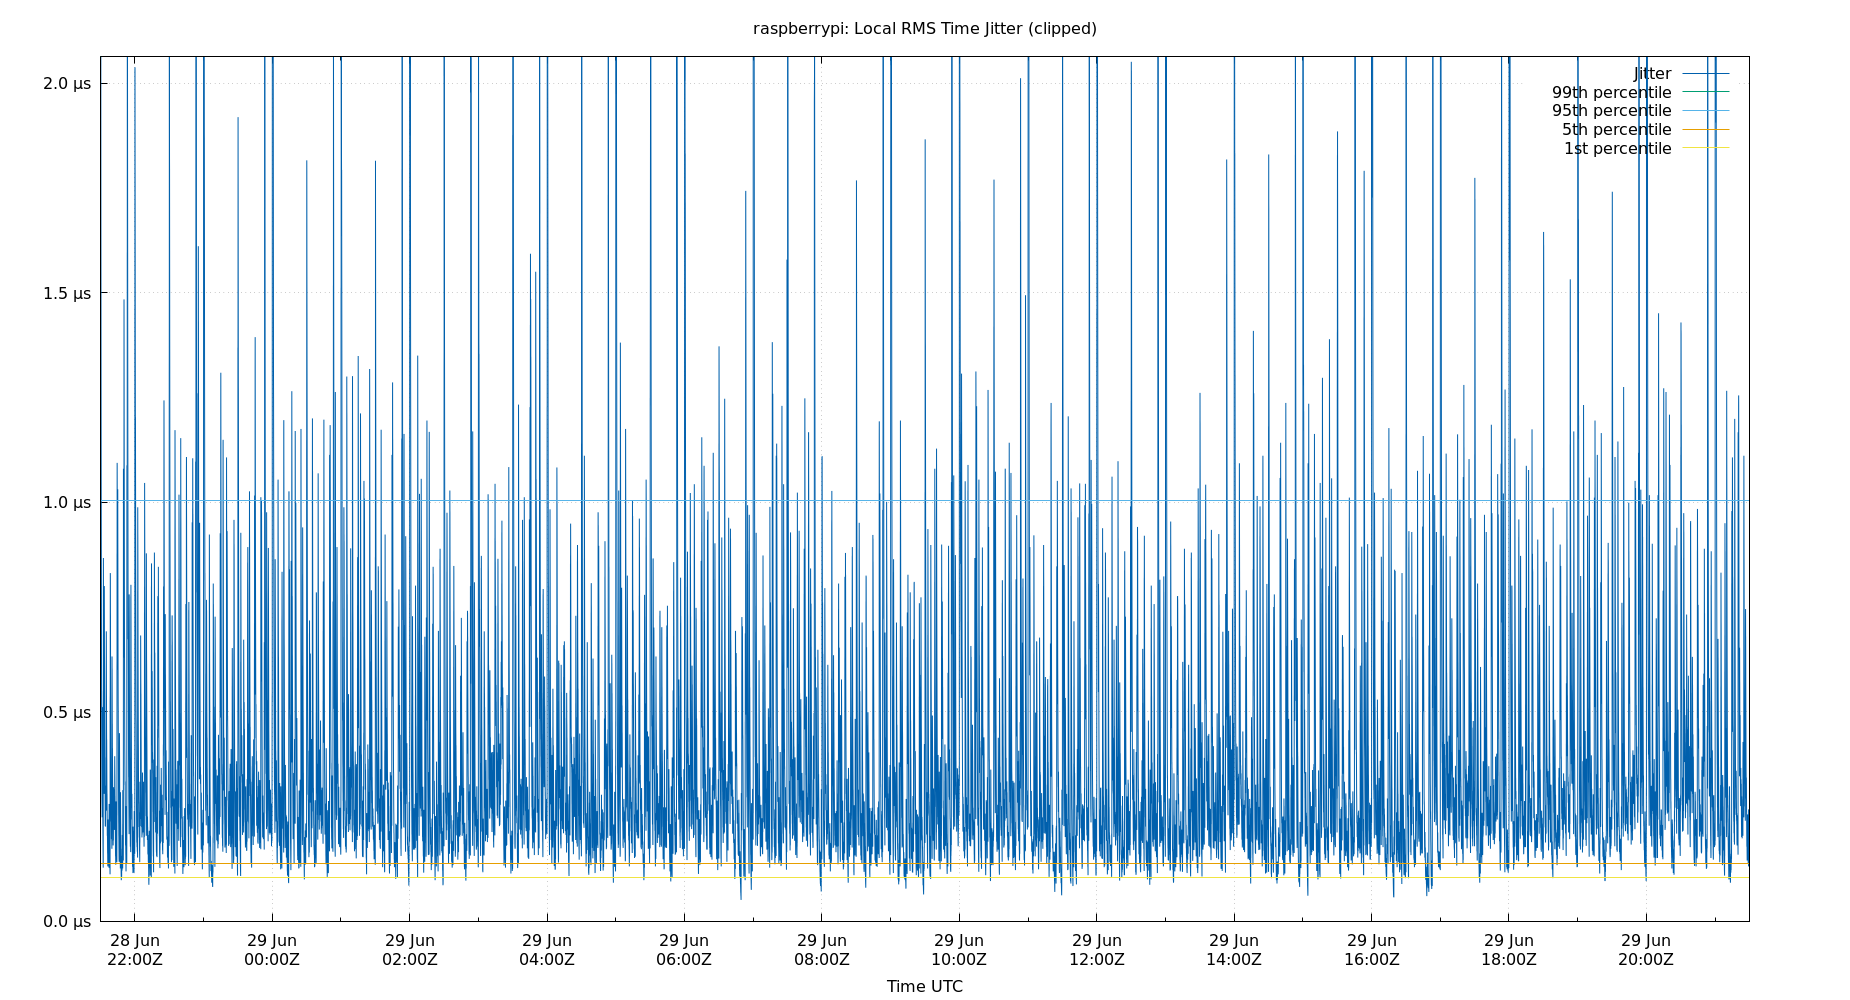 raspberrypi: Local RMS Time Jitter (clipped)
Jitter
99th percentile
95th percentile
5th percentile
1st percentile
2.0 µs
1.5 µs
1.0 µs
0.5 µs
0.0 µs
28 Jun 29 Jun 29 Jun 29 Jun 29 Jun 29 Jun 29 Jun 29 Jun 29 Jun 29 Jun 29 Jun 29 Jun
22:00Z 00:00Z 02:00Z 04:00Z 06:00Z 08:00Z 10:00Z 12:00Z 14:00Z 16:00Z 18:00Z 20:00Z
Time UTC